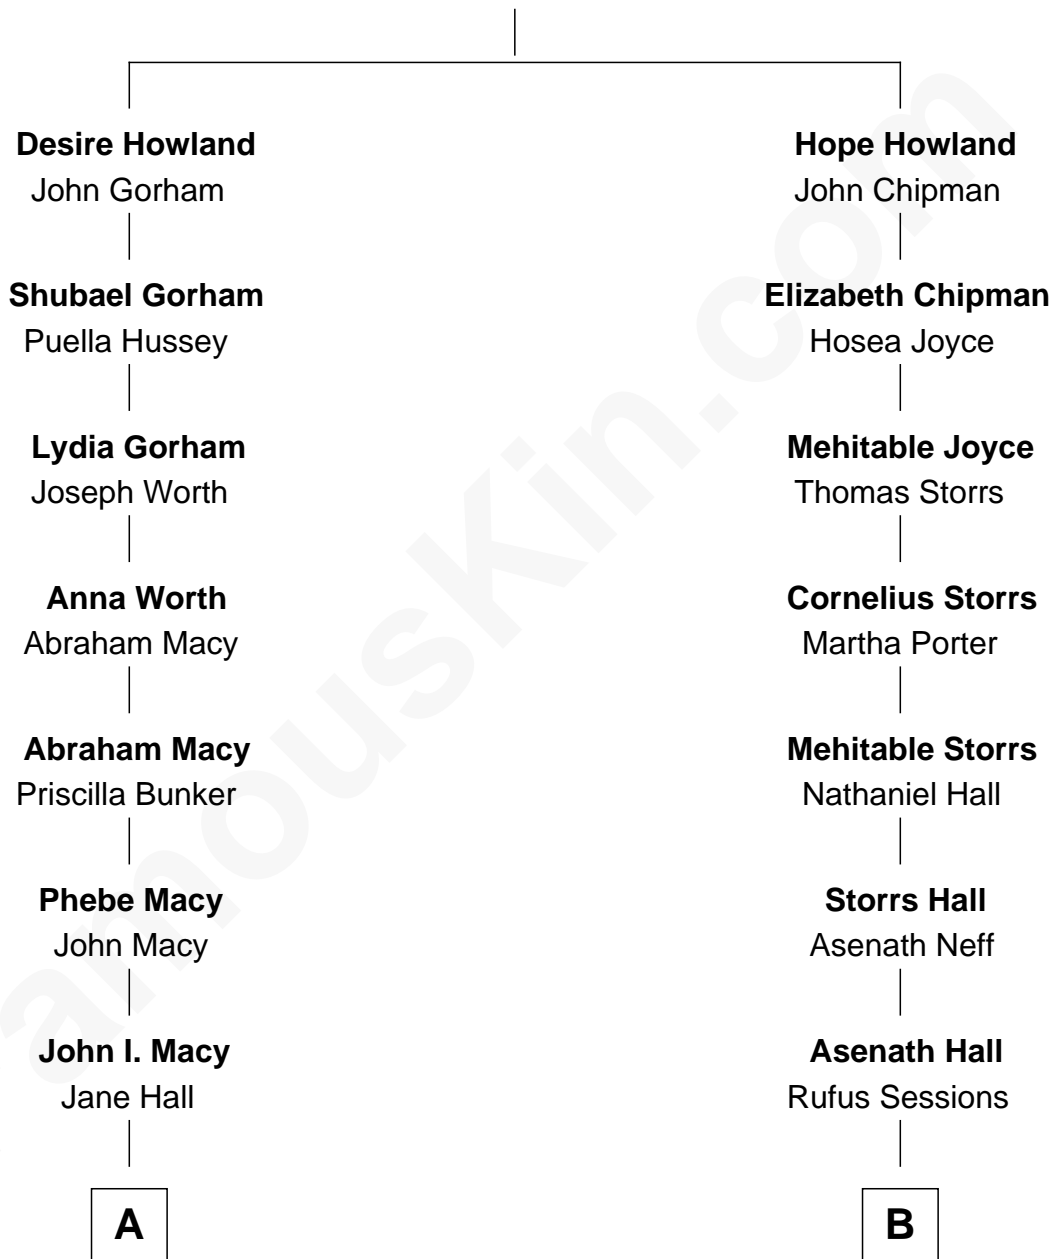 Desire Howland
John Gorham
Hope Howland
John Chipman
Shubael Gorham
Puella Hussey
Elizabeth Chipman
Hosea Joyce
Lydia Gorham
Joseph Worth
Mehitable Joyce
Thomas Storrs
Anna Worth
Abraham Macy
Cornelius Storrs
Martha Porter
Abraham Macy
Priscilla Bunker
Mehitable Storrs
Nathaniel Hall
Phebe Macy
John Macy
Storrs Hall
Asenath Neff
John I. Macy
Jane Hall
Asenath Hall
Rufus Sessions
A
B
amouskin.com